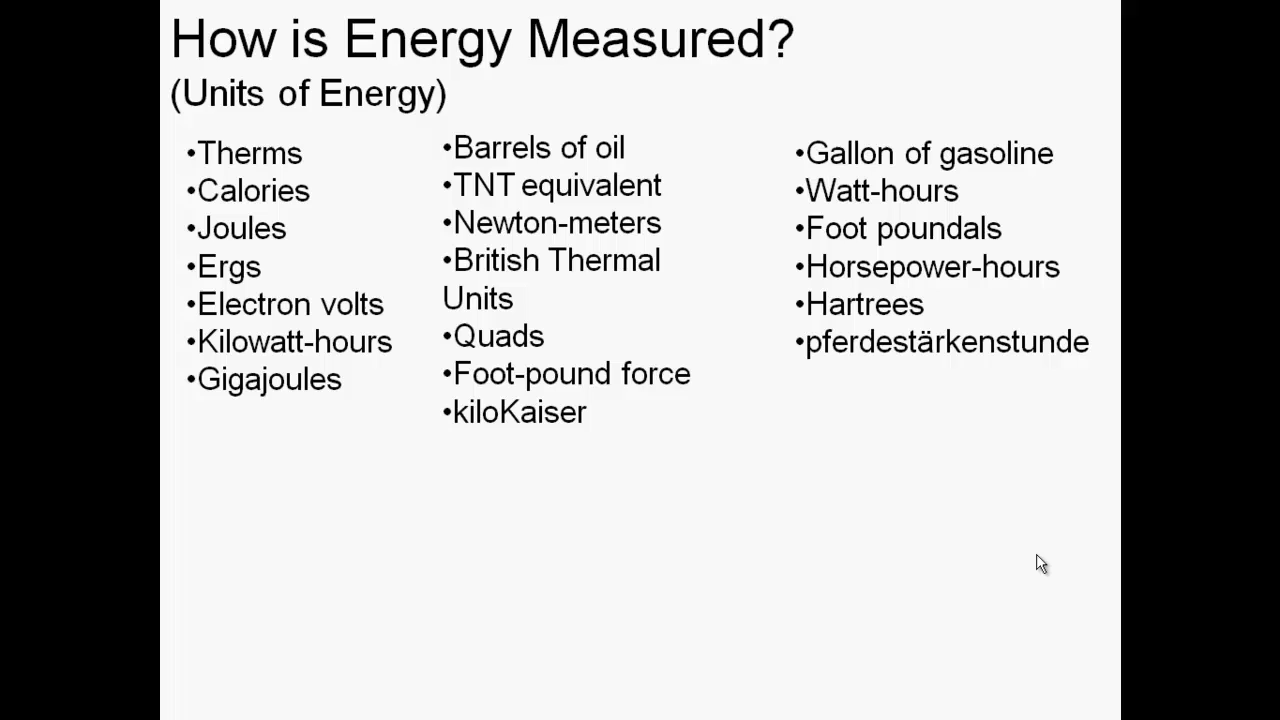 How is Energy Measured?
(Units of Energy)
•Therms
•Calories
•Joules
•Ergs
•Electron volts
•Kilowatt-hours
•Gigajoules
•Barrels of oil
•TNT equivalent
•Newton-meters
•British Thermal
Units
•Quads
•Foot-pound force
•kiloKaiser
•Gallon of gasoline
•Watt-hours
•Foot poundals
•Horsepower-hours
•Hartrees
•pferdestärkenstunde